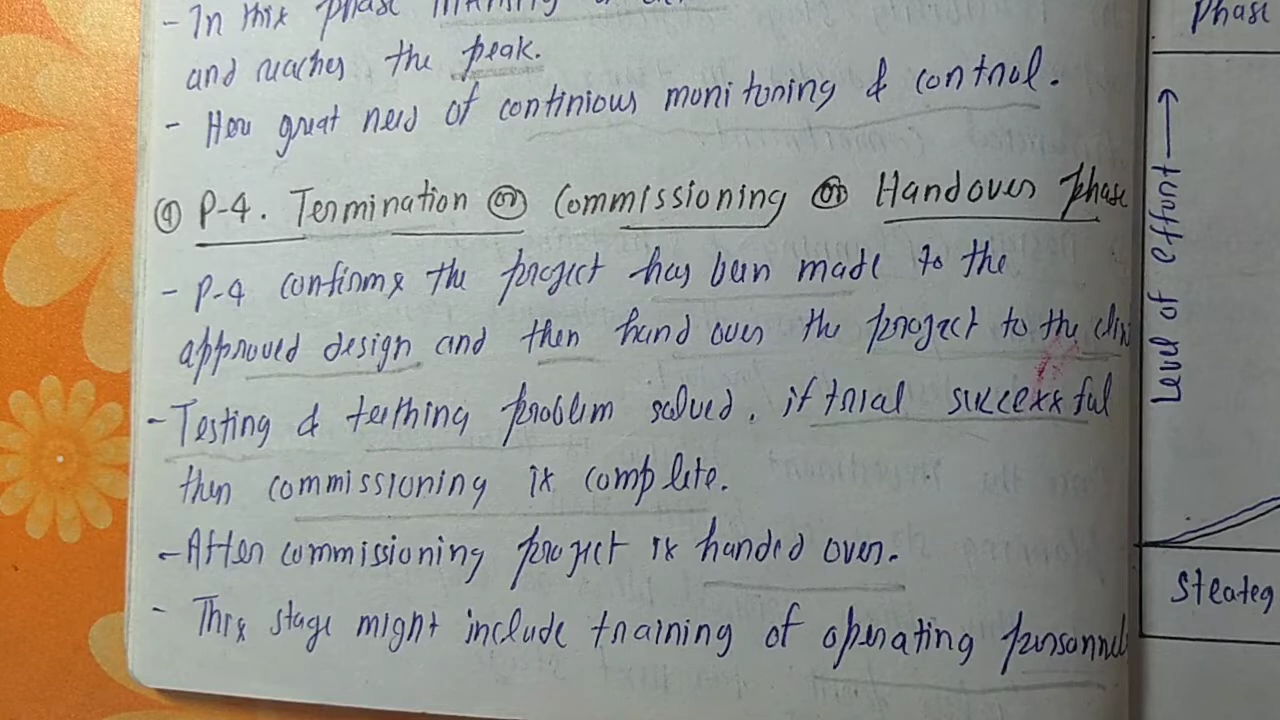 - In this phase
and reaches the peak.
- Here great need of continious monitoring & control.
④ P-4. Termination or Commissioning or Handover phase
- P-4 confirms the project has been made to the
approved design and then hand over the project to the
- Testing & teething problem solved. if trial successful
then commissioning is complete.
- After commissioning project is handed over.
- This stage might include training of operating personnel
Phase
Level of effort →
Steateg